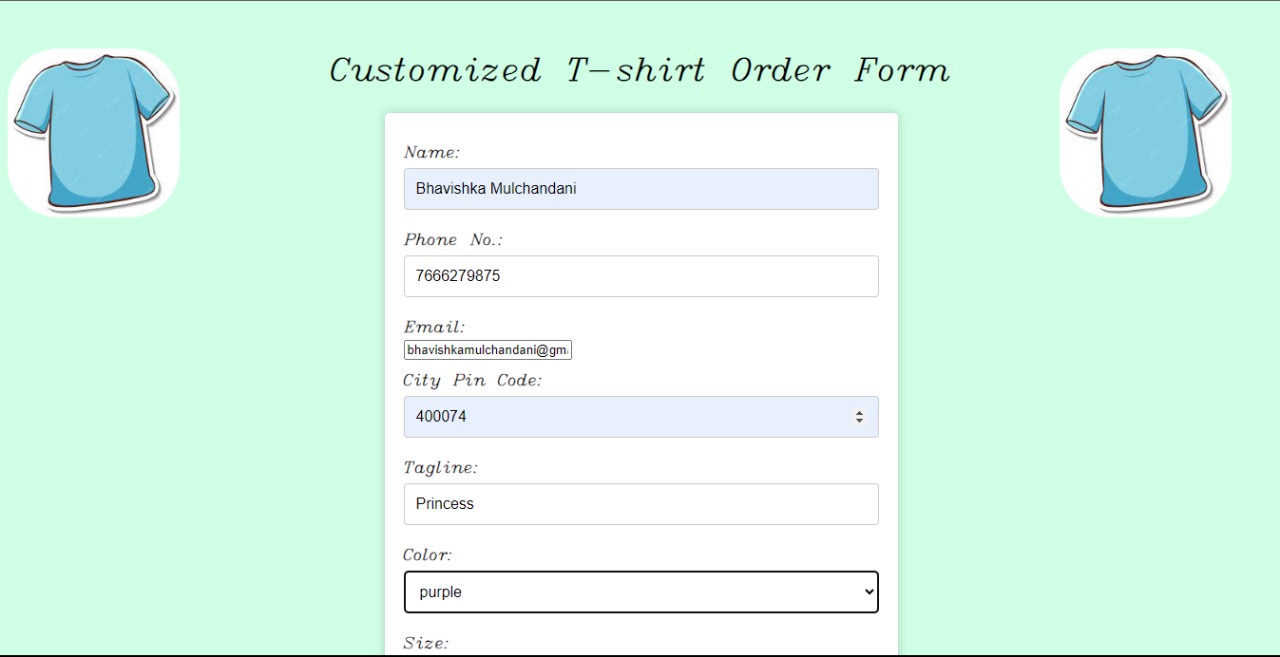 Customized T-shirt Order Form
Name:
Bhavishka Mulchandani
Phone No.:
7666279875
Email:
bhavishkamulchandani@gm
City Pin Code:
400074
Tagline:
Princess
Color:
purple
Size: